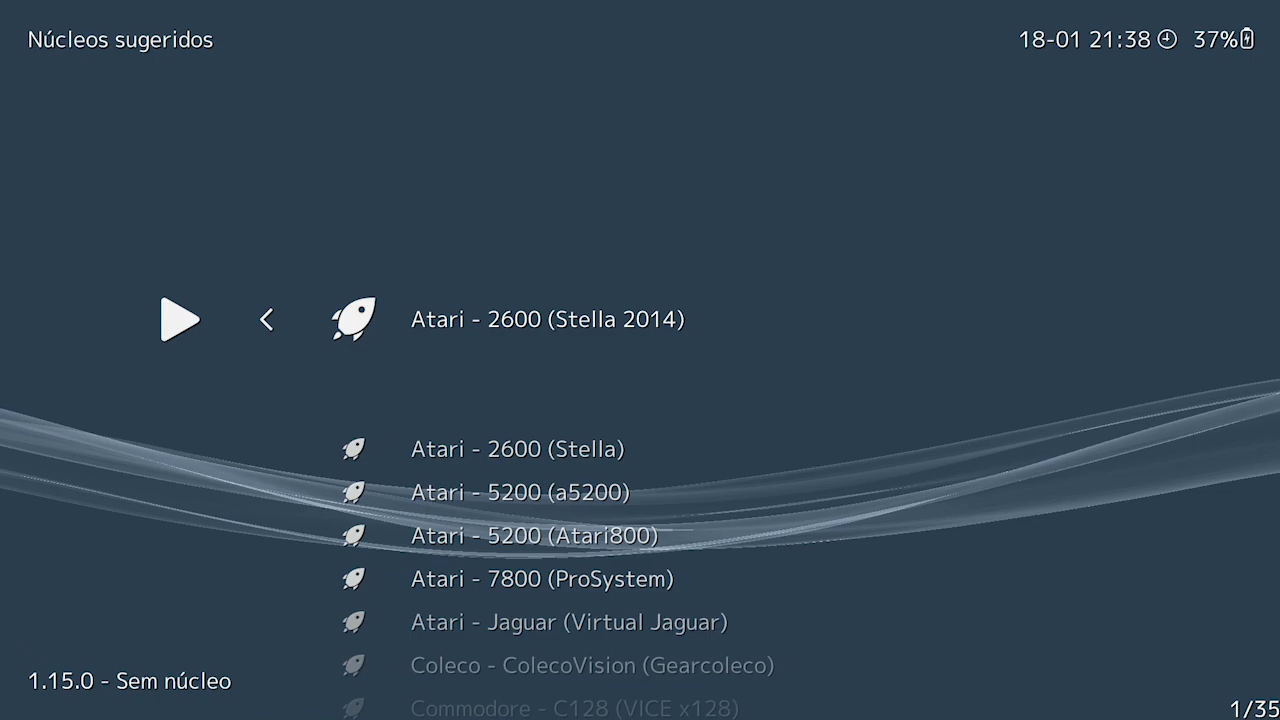 Núcleos sugeridos
18-01 21:38 37%
Atari - 2600 (Stella 2014)
Atari - 2600 (Stella)
Atari - 5200 (a5200)
Atari - 5200 (Atari800)
Atari - 7800 (ProSystem)
Atari - Jaguar (Virtual Jaguar)
Coleco - ColecoVision (Gearcoleco)
1.15.0 - Sem núcleo
Commodore - C128 (VICE x128)
1/35